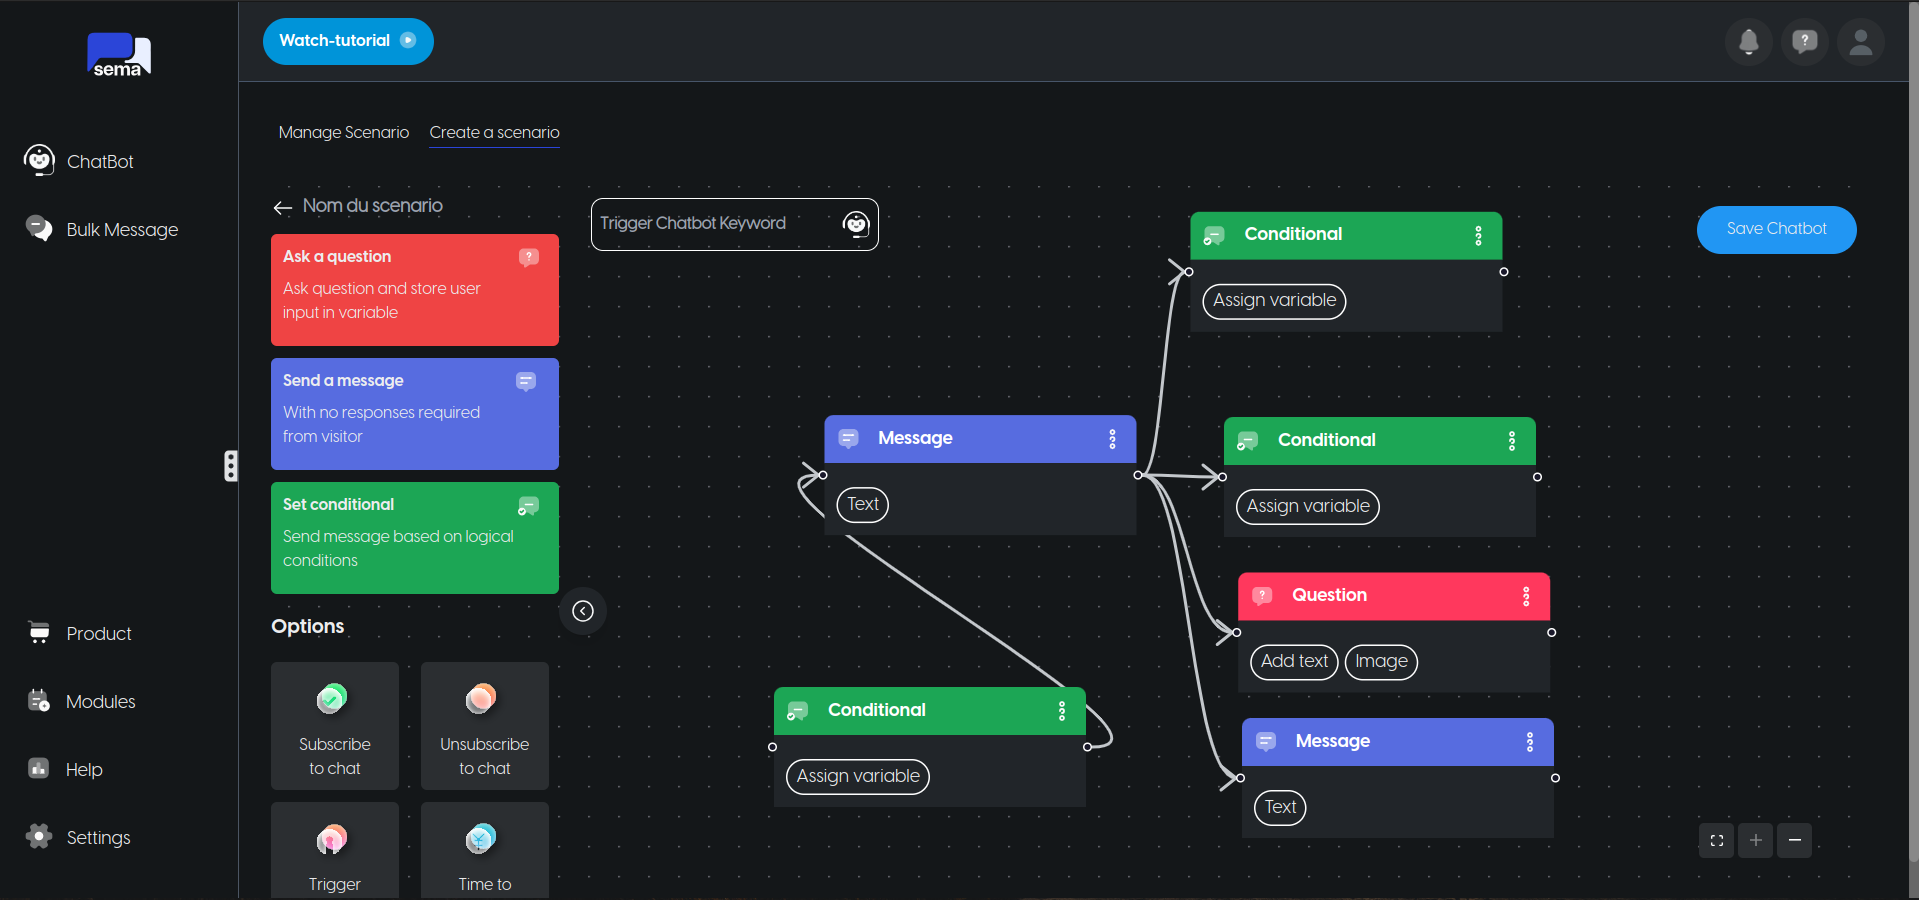 sema
Watch-tutorial
ChatBot
Bulk Message
Product
Modules
Help
Settings
Manage Scenario
Create a scenario
Nom du scenario
Ask a question
?
Ask question and store user
input in variable
Send a message
With no responses required
from visitor
Set conditional
Send message based on logical
conditions
Options
Subscribe
to chat
Unsubscribe
to chat
Trigger
Time to
Trigger Chatbot Keyword
Save Chatbot
Conditional
Assign variable
Message
Text
Conditional
Assign variable
?
Question
Add text
Image
Conditional
Assign variable
Message
Text
?